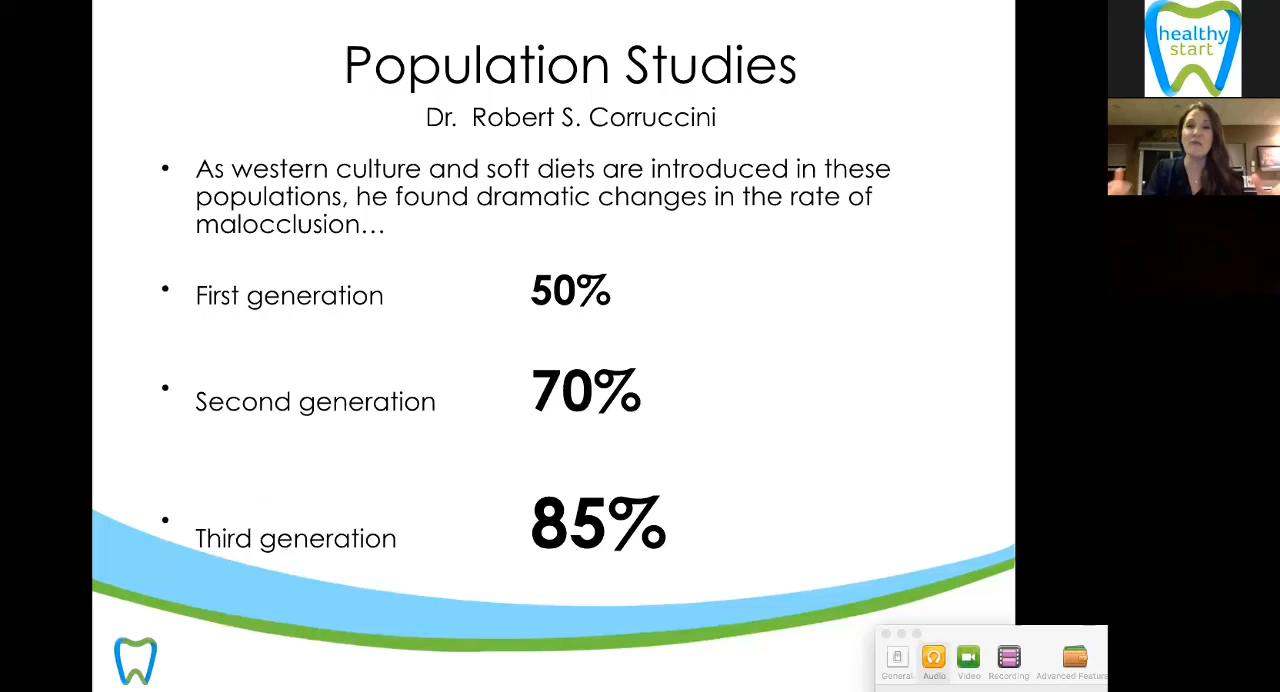 Population Studies
Dr. Robert S. Corruccini
• As western culture and soft diets are introduced in these
populations, he found dramatic changes in the rate of
malocclusion…
• First generation 50%
• Second generation 70%
• Third generation 85%
healthy
start
General Audio Video Recording Advanced Feature